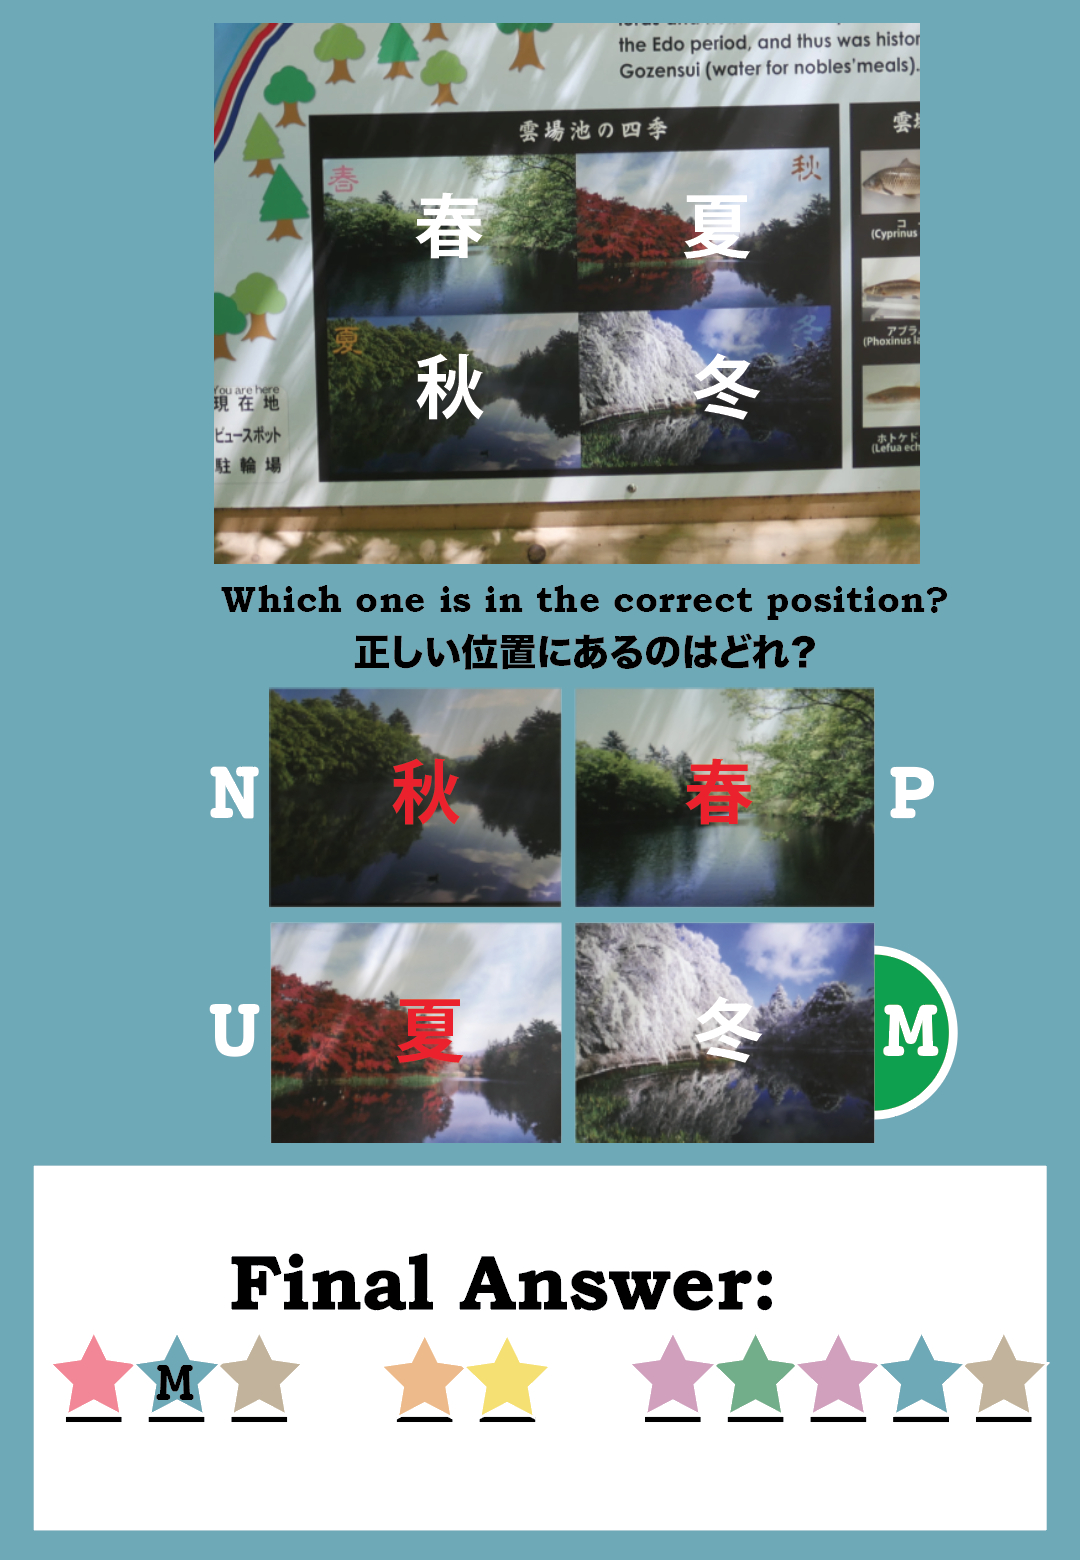 the Edo period, and thus was histor
Gozensui (water for nobles'meals).
雲場池の四季
雲
春
秋
春
夏
コ
(Cyprinus
夏
冬
秋
冬
アブラ
(Phoxinus la
You are here
現在地
ビュースポット
駐輪場
ホトケド
(Lefua ech
Which one is in the correct position?
正しい位置にあるのはどれ?
N
秋
春
P
U
夏
冬
M
Final Answer:
M